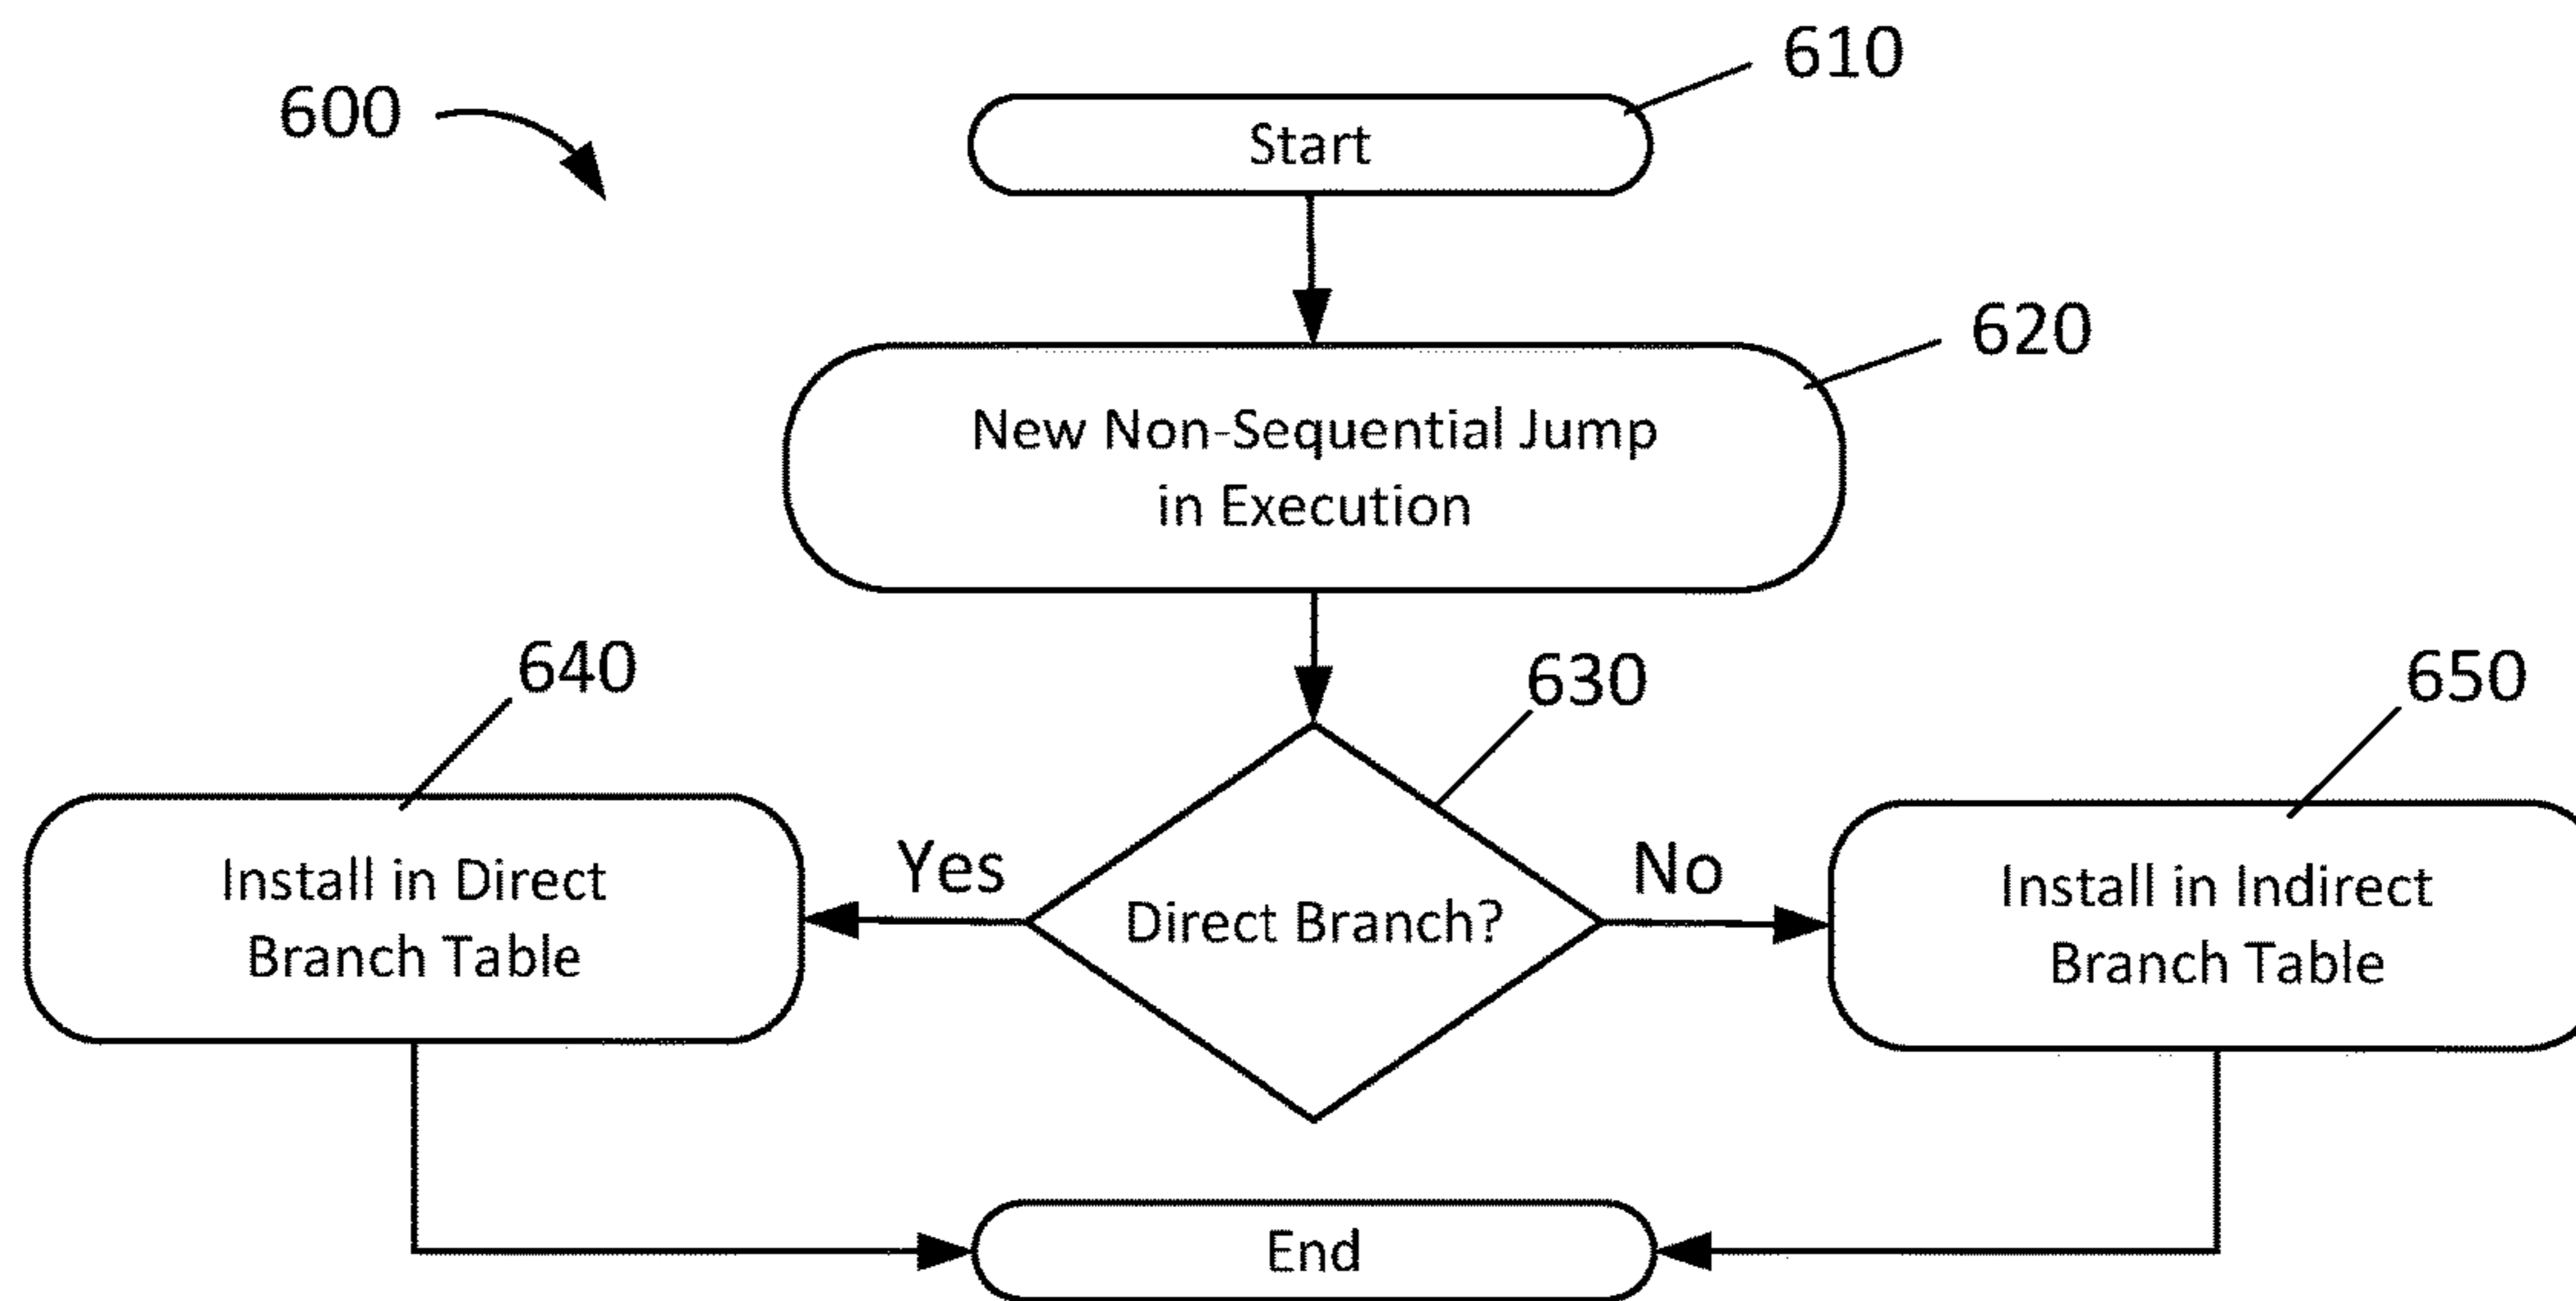 600
610
Start
620
New Non-Sequential Jump
in Execution
640
630
650
Install in Direct
Branch Table
Yes
Direct Branch?
No
Install in Indirect
Branch Table
End